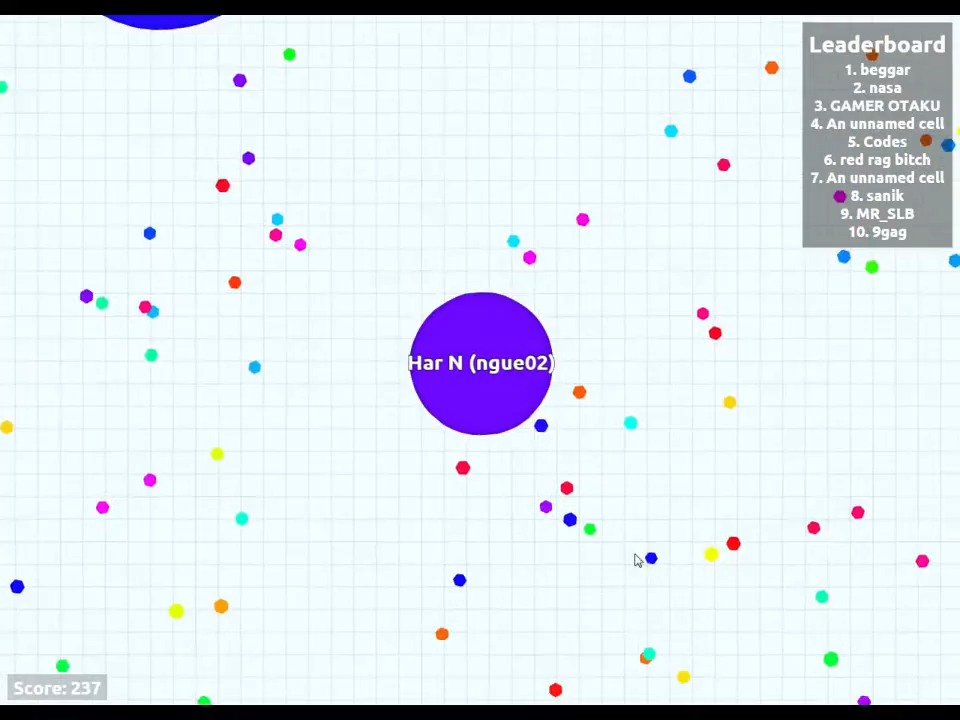 Leaderboard
1. beggar
2. nasa
3. GAMER OTAKU
4. An unnamed cell
5. Codes
6. red rag bitch
7. An unnamed cell
8. sanik
9. MR_SLB
10. 9gag
Har N (ngue02)
Score: 237